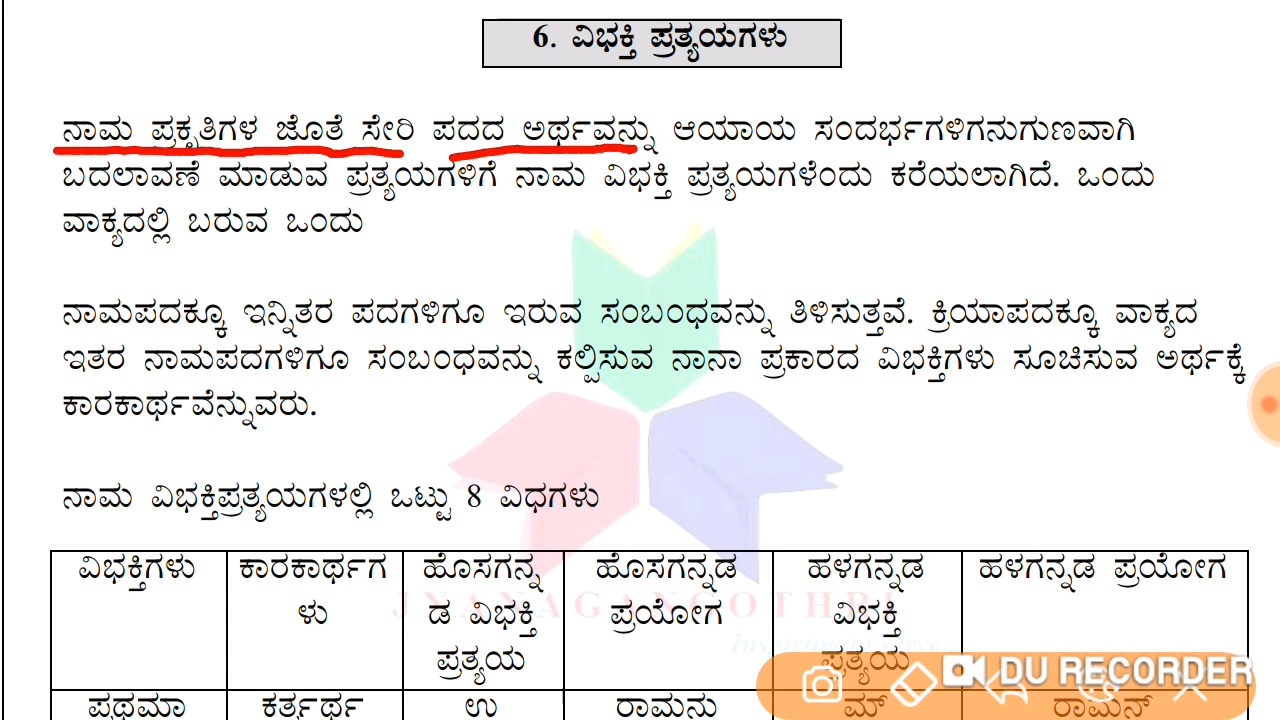 6. ವಿಭಕ್ತಿ ಪ್ರತ್ಯಯಗಳು
ನಾಮ ಪ್ರಕೃತಿಗಳ ಜೊತೆ ಸೇರಿ ಪದದ ಅರ್ಥವನ್ನು ಆಯಾಯ ಸಂದರ್ಭಗಳಿಗನುಗುಣವಾಗಿ
ಬದಲಾವಣೆ ಮಾಡುವ ಪ್ರತ್ಯಯಗಳಿಗೆ ನಾಮ ವಿಭಕ್ತಿ ಪ್ರತ್ಯಯಗಳೆಂದು ಕರೆಯಲಾಗಿದೆ. ಒಂದು
ವಾಕ್ಯದಲ್ಲಿ ಬರುವ ಒಂದು
ನಾಮಪದಕ್ಕೂ ಇನ್ನಿತರ ಪದಗಳಿಗೂ ಇರುವ ಸಂಬಂಧವನ್ನು ತಿಳಿಸುತ್ತವೆ. ಕ್ರಿಯಾಪದಕ್ಕೂ ವಾಕ್ಯದ
ಇತರ ನಾಮಪದಗಳಿಗೂ ಸಂಬಂಧವನ್ನು ಕಲ್ಪಿಸುವ ನಾನಾ ಪ್ರಕಾರದ ವಿಭಕ್ತಿಗಳು ಸೂಚಿಸುವ ಅರ್ಥಕ್ಕೆ
ಕಾರಕಾರ್ಥವೆನ್ನುವರು.
ನಾಮ ವಿಭಕ್ತಿಪ್ರತ್ಯಯಗಳಲ್ಲಿ ಒಟ್ಟು 8 ವಿಧಗಳು
ವಿಭಕ್ತಿಗಳು ಕಾರಕಾರ್ಥಗ ಹೊಸಗನ್ನ ಹೊಸಗನ್ನಡ ಹಳಗನ್ನಡ ಹಳಗನ್ನಡ ಪ್ರಯೋಗ
ಳು ಡ ವಿಭಕ್ತಿ ಪ್ರಯೋಗ ವಿಭಕ್ತಿ
ಪ್ರತ್ಯಯ ಪ್ರತ್ಯಯ
JNANAGANGOTHRI
Inspiring to Serve
DU RECORDER
ಪ್ರಥಮಾ ಕರ್ತೃರ್ಥ ಉ ರಾಮನು ಮ್ ರಾಮನ್